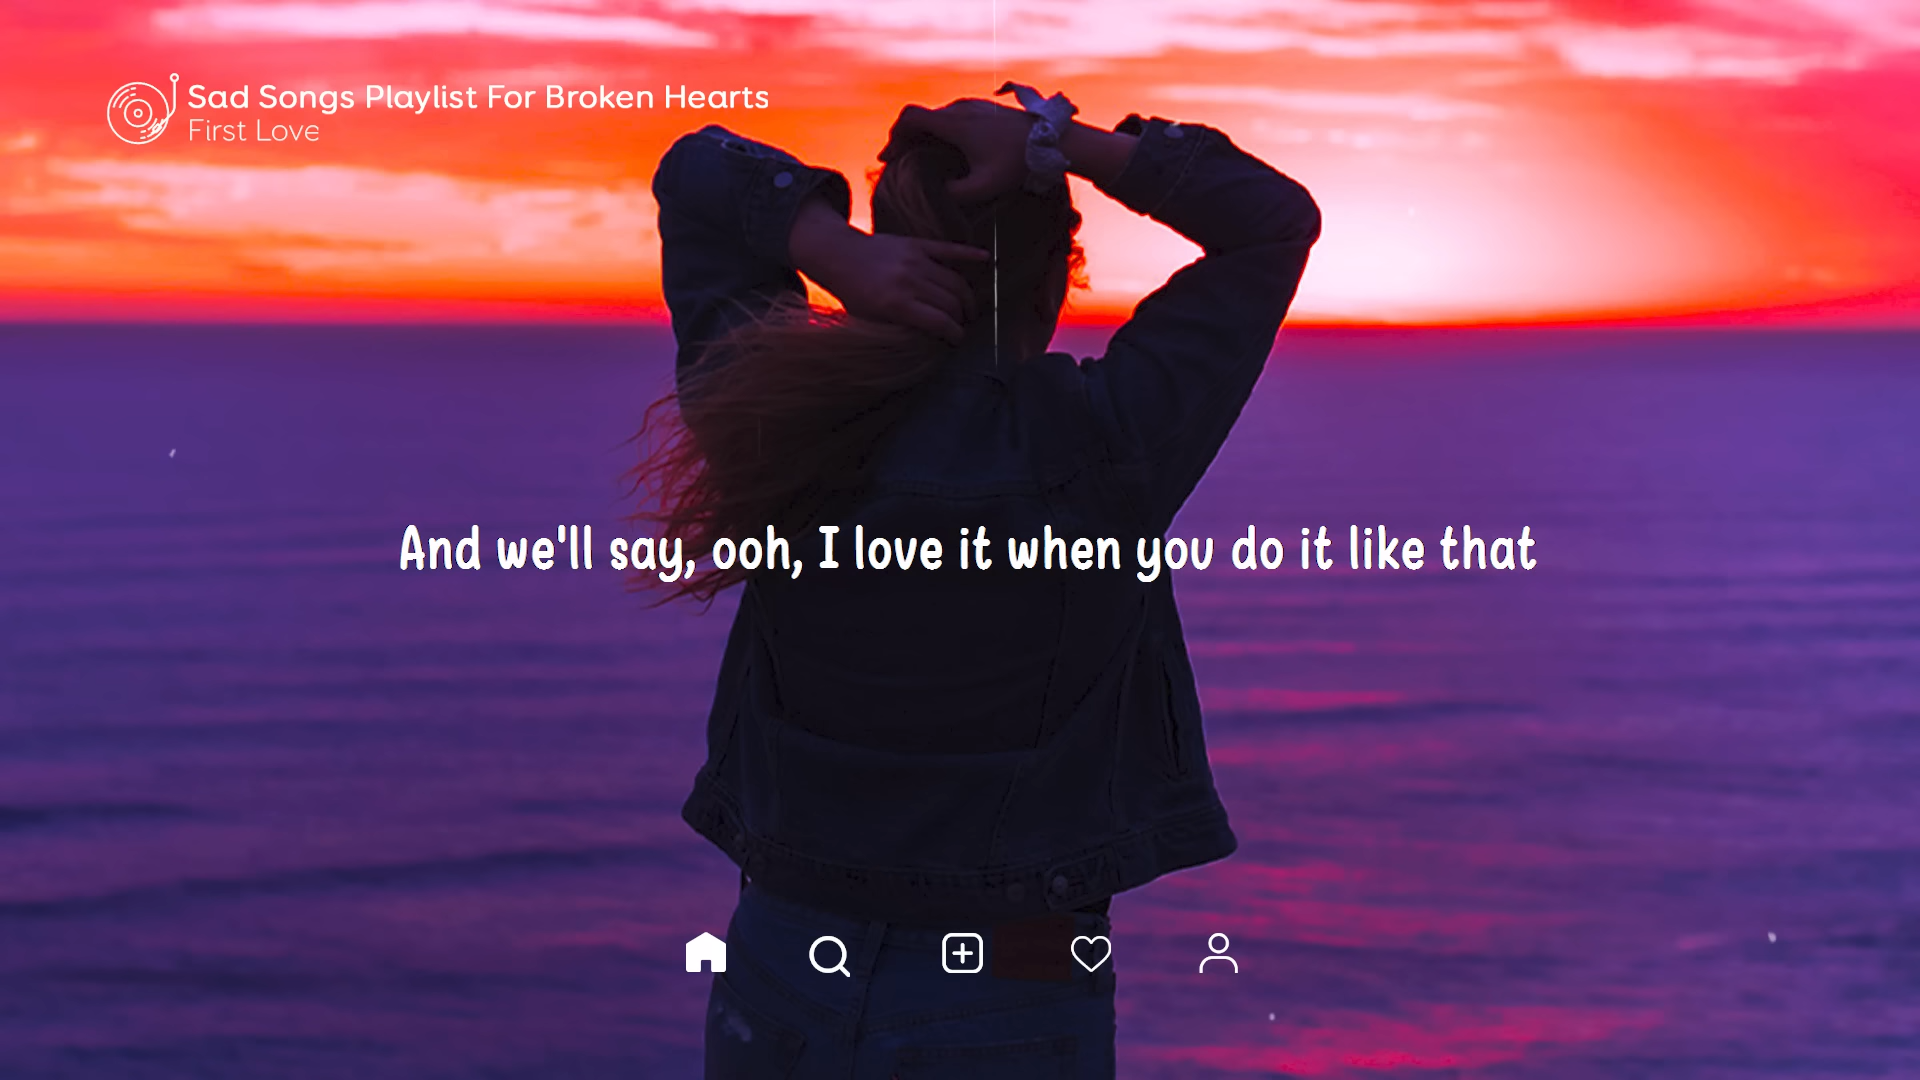 Sad Songs Playlist For Broken Hearts
First Love
And we'll say, ooh, I love it when you do it like that